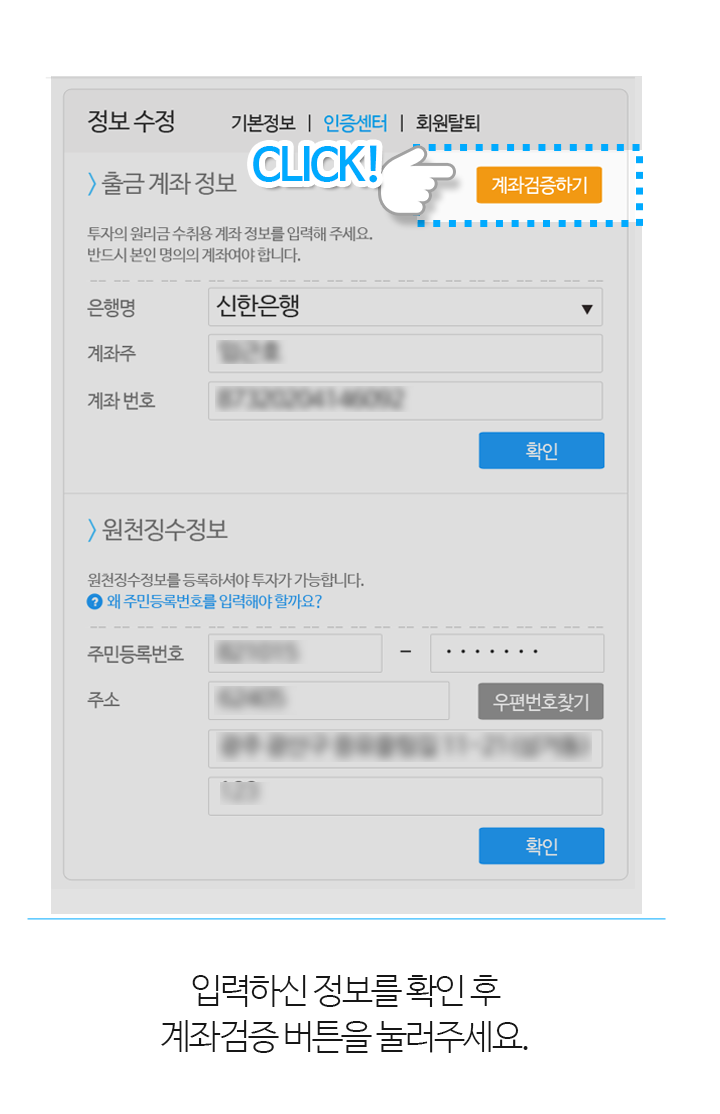 정보 수정 기본정보 | 인증센터 | 회원탈퇴
CLICK!
〉출금 계좌 정보 계좌검증하기
투자의 원리금 수취용 계좌 정보를 입력해 주세요.
반드시 본인 명의의 계좌여야 합니다.
은행명 신한은행 ▼
계좌주
계좌 번호
확인
〉원천징수정보
원천징수정보를 등록하셔야 투자가 가능합니다.
? 왜 주민등록번호를 입력해야 할까요?
주민등록번호 - ·······
주소 우편번호찾기
확인
입력하신 정보를 확인 후
계좌검증 버튼을 눌러주세요.